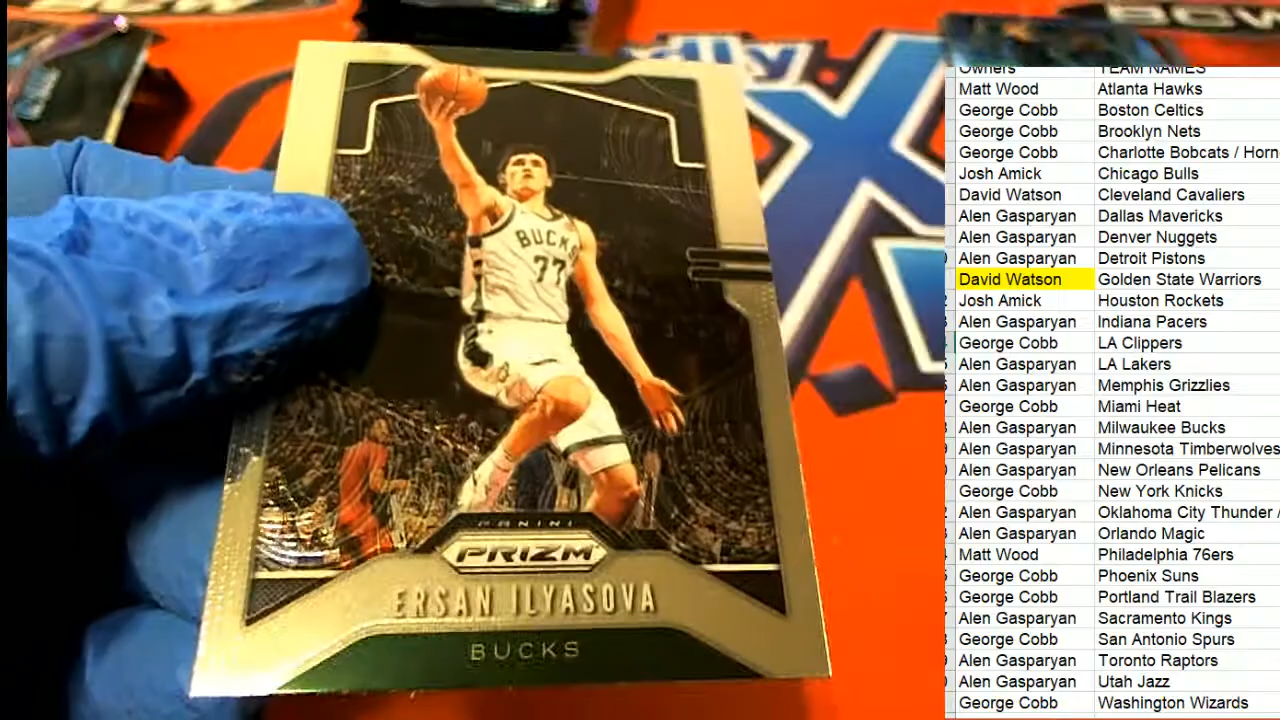 BUCKS
77
PANINI
PRIZM
ERSAN ILYASOVA
BUCKS
Owners TEAM NAMES
Matt Wood Atlanta Hawks
George Cobb Boston Celtics
George Cobb Brooklyn Nets
George Cobb Charlotte Bobcats / Horn
Josh Amick Chicago Bulls
David Watson Cleveland Cavaliers
Alen Gasparyan Dallas Mavericks
Alen Gasparyan Denver Nuggets
Alen Gasparyan Detroit Pistons
David Watson Golden State Warriors
Josh Amick Houston Rockets
Alen Gasparyan Indiana Pacers
George Cobb LA Clippers
Alen Gasparyan LA Lakers
Alen Gasparyan Memphis Grizzlies
George Cobb Miami Heat
Alen Gasparyan Milwaukee Bucks
Alen Gasparyan Minnesota Timberwolves
Alen Gasparyan New Orleans Pelicans
George Cobb New York Knicks
Alen Gasparyan Oklahoma City Thunder /
Alen Gasparyan Orlando Magic
Matt Wood Philadelphia 76ers
George Cobb Phoenix Suns
George Cobb Portland Trail Blazers
Alen Gasparyan Sacramento Kings
George Cobb San Antonio Spurs
Alen Gasparyan Toronto Raptors
Alen Gasparyan Utah Jazz
George Cobb Washington Wizards